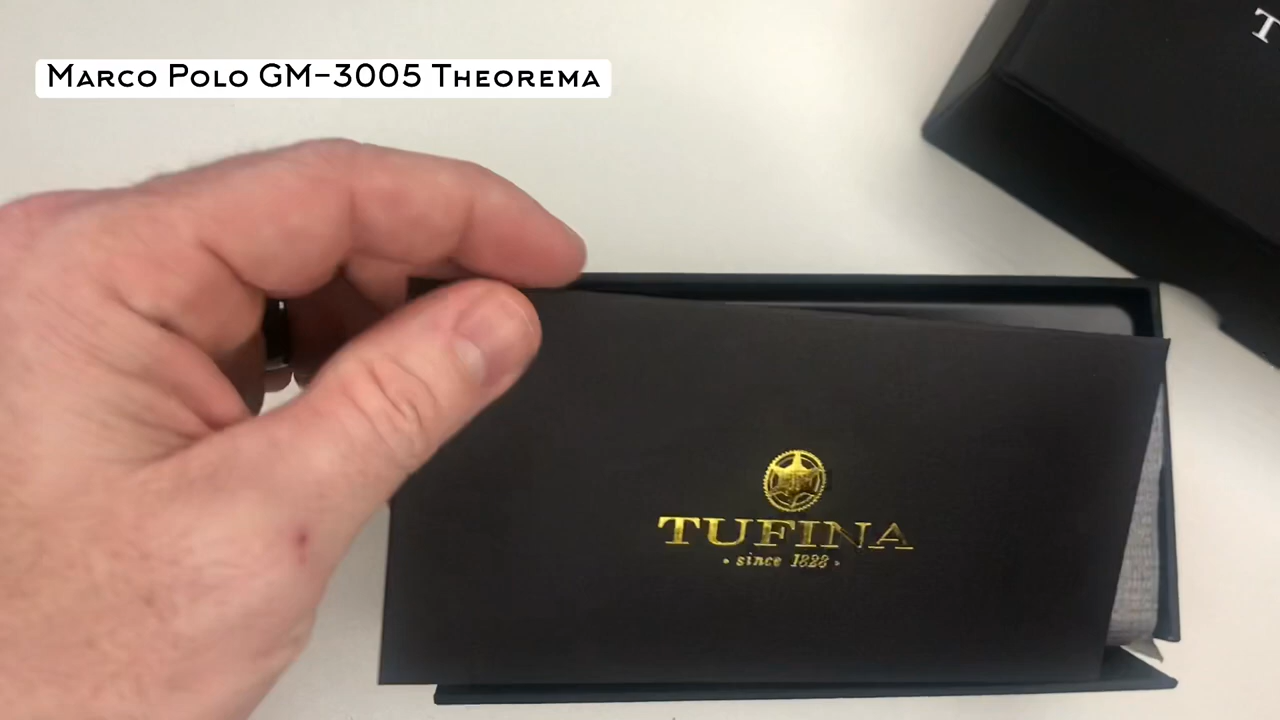 Marco Polo GM-3005 Theorema
T
TUFINA
• since 1828 •